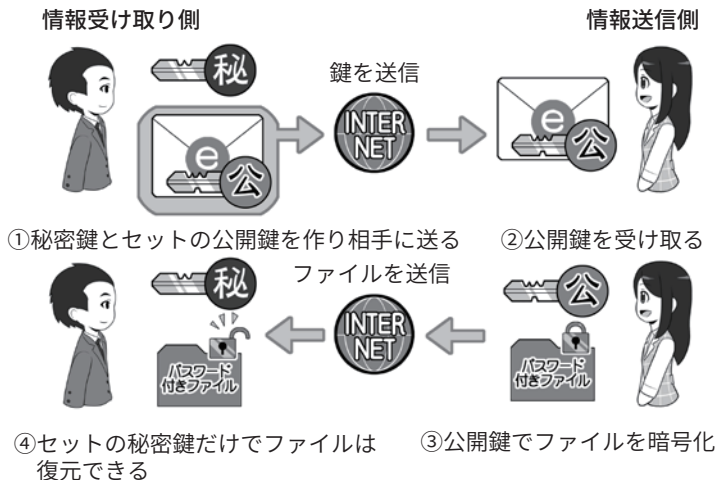 情報受け取り側
情報送信側
秘
鍵を送信
e
公
INTER
NET
e
公
①秘密鍵とセットの公開鍵を作り相手に送る
②公開鍵を受け取る
秘
ファイルを送信
公
パスワード
付きファイル
INTER
NET
パスワード
付きファイル
④セットの秘密鍵だけでファイルは
復元できる
③公開鍵でファイルを暗号化